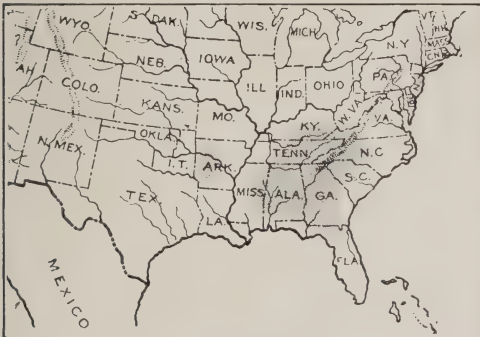 WYO.
S. DAK.
WIS.
MICH.
N.Y.
VT.
N.H.
MASS.
NEB.
IOWA
ILL
IND.
OHIO
PA.
AH
COLO.
KANS.
MO.
KY.
W.VA.
VA.
N. MEX.
OKLA.
I.T.
ARK.
TENN.
N.C
S.C.
TEX.
LA.
MISS.
ALA.
GA.
FLA.
MEXICO